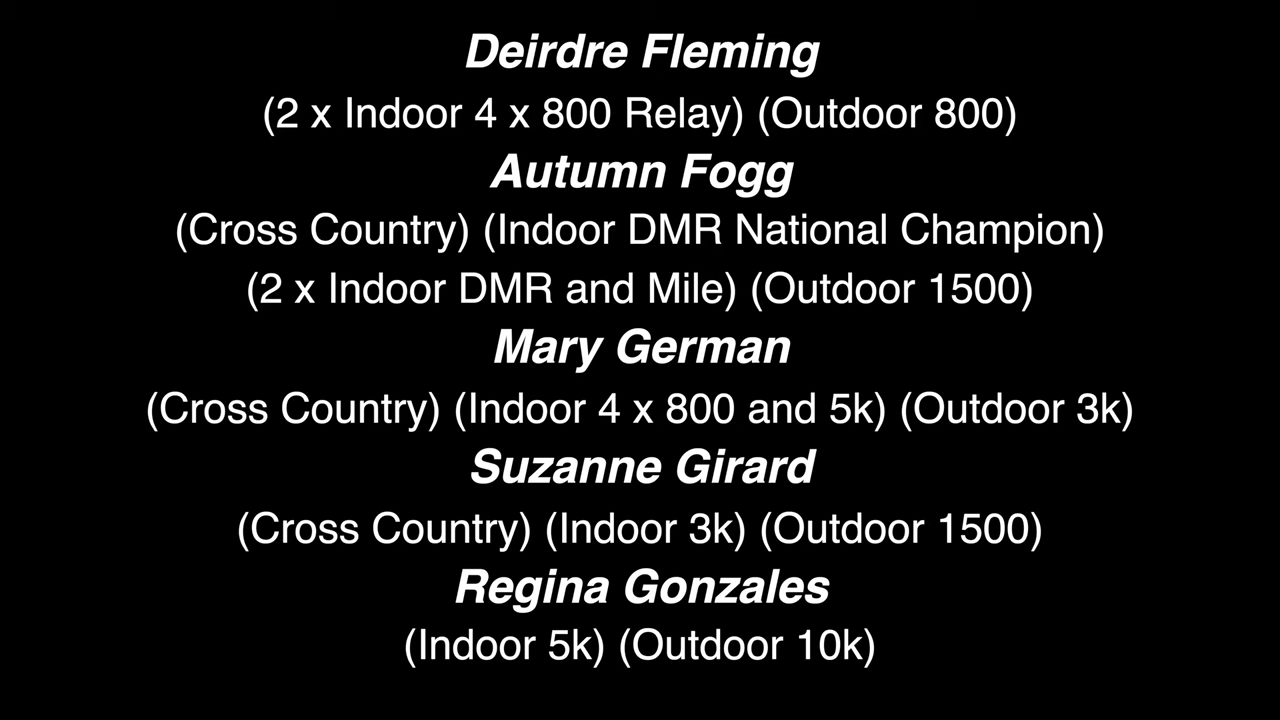 Deirdre Fleming
(2 x Indoor 4 x 800 Relay) (Outdoor 800)
Autumn Fogg
(Cross Country) (Indoor DMR National Champion)
(2 x Indoor DMR and Mile) (Outdoor 1500)
Mary German
(Cross Country) (Indoor 4 x 800 and 5k) (Outdoor 3k)
Suzanne Girard
(Cross Country) (Indoor 3k) (Outdoor 1500)
Regina Gonzales
(Indoor 5k) (Outdoor 10k)